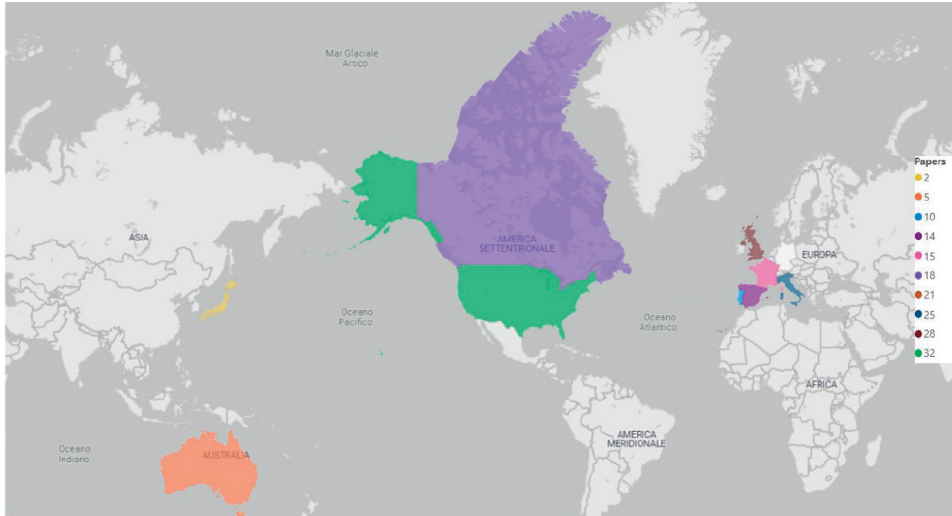 Mar Glaciale
Artico
Papers
2
5
10
14
15
18
21
25
28
32
ASIA
AMERICA
SETTENTRIONALE
EUROPA
Oceano
Pacifico
Oceano
Atlantico
AFRICA
AMERICA
MERIDIONALE
Oceano
Indiano
AUSTRALIA